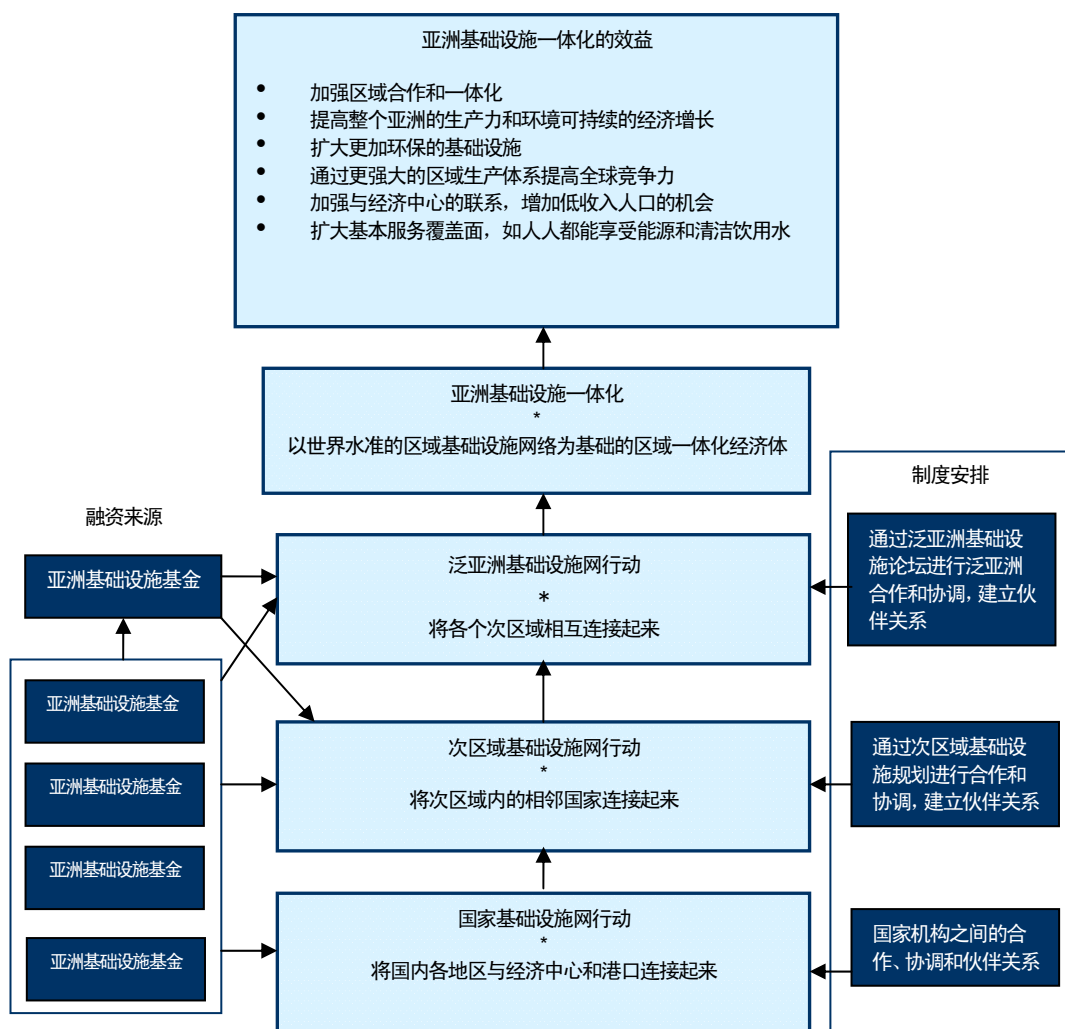 亚洲基础设施一体化的效益
• 加强区域合作和一体化
• 提高整个亚洲的生产力和环境可持续的经济增长
• 扩大更加环保的基础设施
• 通过更强大的区域生产体系提高全球竞争力
• 加强与经济中心的联系，增加低收入人口的机会
• 扩大基本服务覆盖面，如人人都能享受能源和清洁饮用水
亚洲基础设施一体化
*
以世界水准的区域基础设施网络为基础的区域一体化经济体
融资来源
亚洲基础设施基金
亚洲基础设施基金
亚洲基础设施基金
亚洲基础设施基金
亚洲基础设施基金
泛亚洲基础设施网行动
*
将各个次区域相互连接起来
次区域基础设施网行动
*
将次区域内的相邻国家连接起来
国家基础设施网行动
*
将国内各地区与经济中心和港口连接起来
制度安排
通过泛亚洲基础设
施论坛进行泛亚洲
合作和协调，建立伙
伴关系
通过次区域基础设
施规划进行合作和
协调，建立伙伴关系
国家机构之间的合
作、协调和伙伴关系